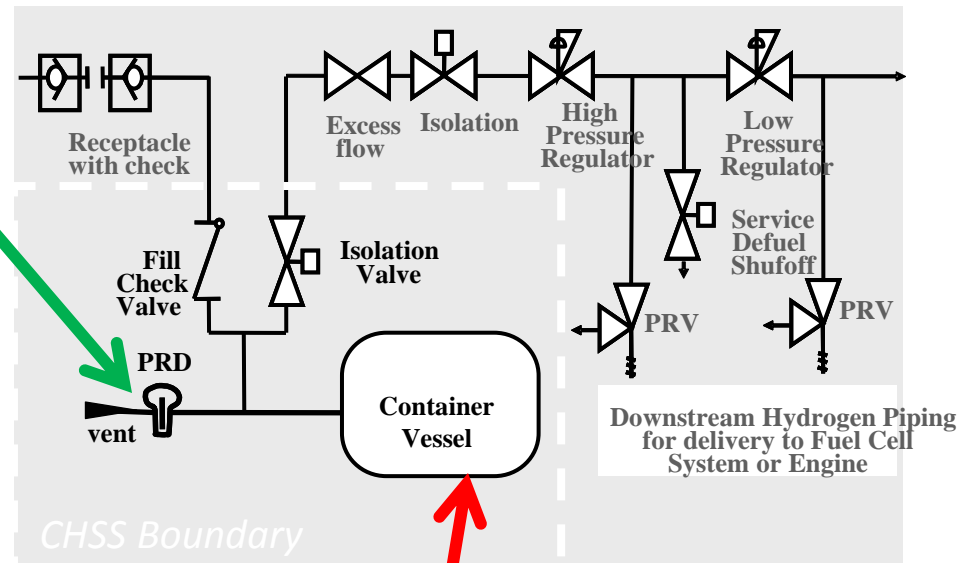 Receptacle
with check
Excess
flow
Isolation
High
Pressure
Regulator
Low
Pressure
Regulator
Fill
Check
Valve
Isolation
Valve
Service
Defuel
Shufoff
PRV
PRV
PRD
vent
Container
Vessel
Downstream Hydrogen Piping
for delivery to Fuel Cell
System or Engine
CHSS Boundary